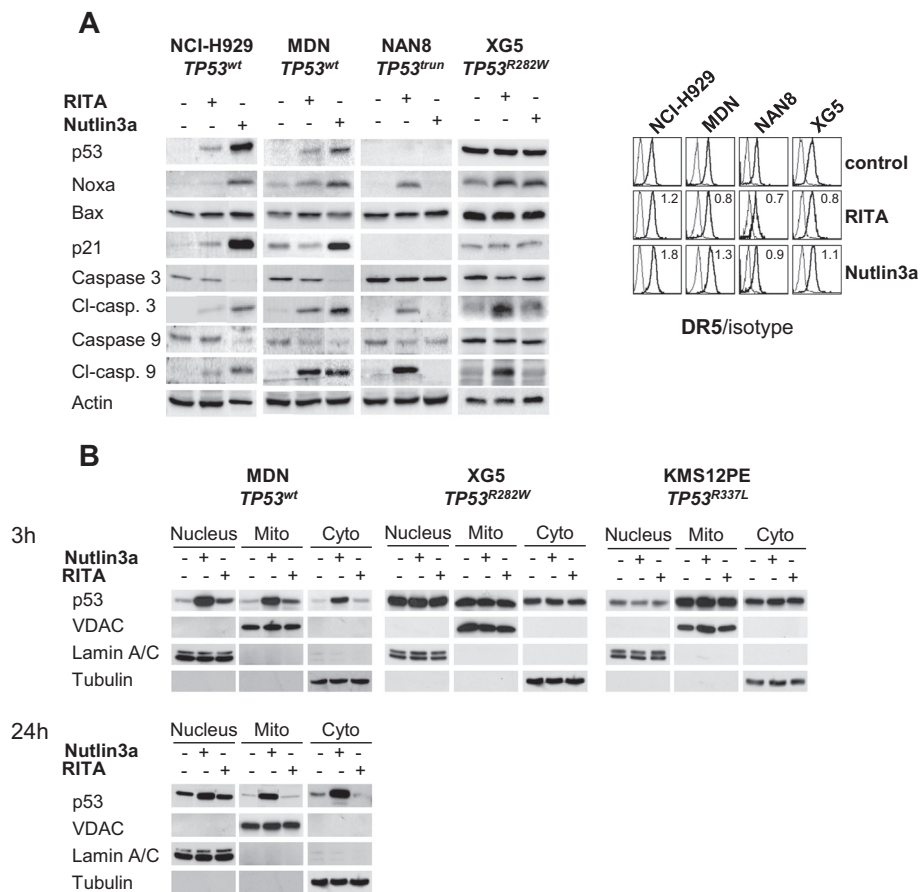 A
NCI-H929 MDN NAN8 XG5
TP53wt TP53wt TP53trun TP53R282W
RITA - + - - + - - + - - + -
Nutlin3a - - + - - + - - + - - +
p53
Noxa
Bax
p21
Caspase 3
Cl-casp. 3
Caspase 9
Cl-casp. 9
Actin
NCI-H929 MDN NAN8 XG5
control
1.2 0.8 0.7 0.8 RITA
1.8 1.3 0.9 1.1 Nutlin3a
DR5/isotype
B
MDN XG5 KMS12PE
TP53wt TP53R282W TP53R337L
3h
Nucleus Mito Cyto Nucleus Mito Cyto Nucleus Mito Cyto
Nutlin3a - + - - + - - + - - + - - + - - + - - + - - + - - + -
RITA - - + - - + - - + - - + - - + - - + - - + - - + - - +
p53
VDAC
Lamin A/C
Tubulin
24h
Nucleus Mito Cyto
Nutlin3a - + - - + - - + -
RITA - - + - - + - - +
p53
VDAC
Lamin A/C
Tubulin